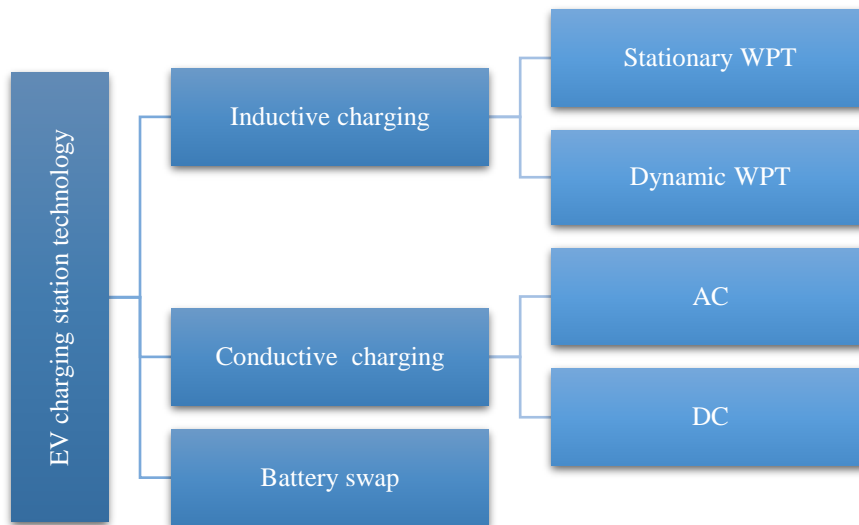 EV charging station technology
Inductive charging
Stationary WPT
Dynamic WPT
Conductive charging
AC
DC
Battery swap